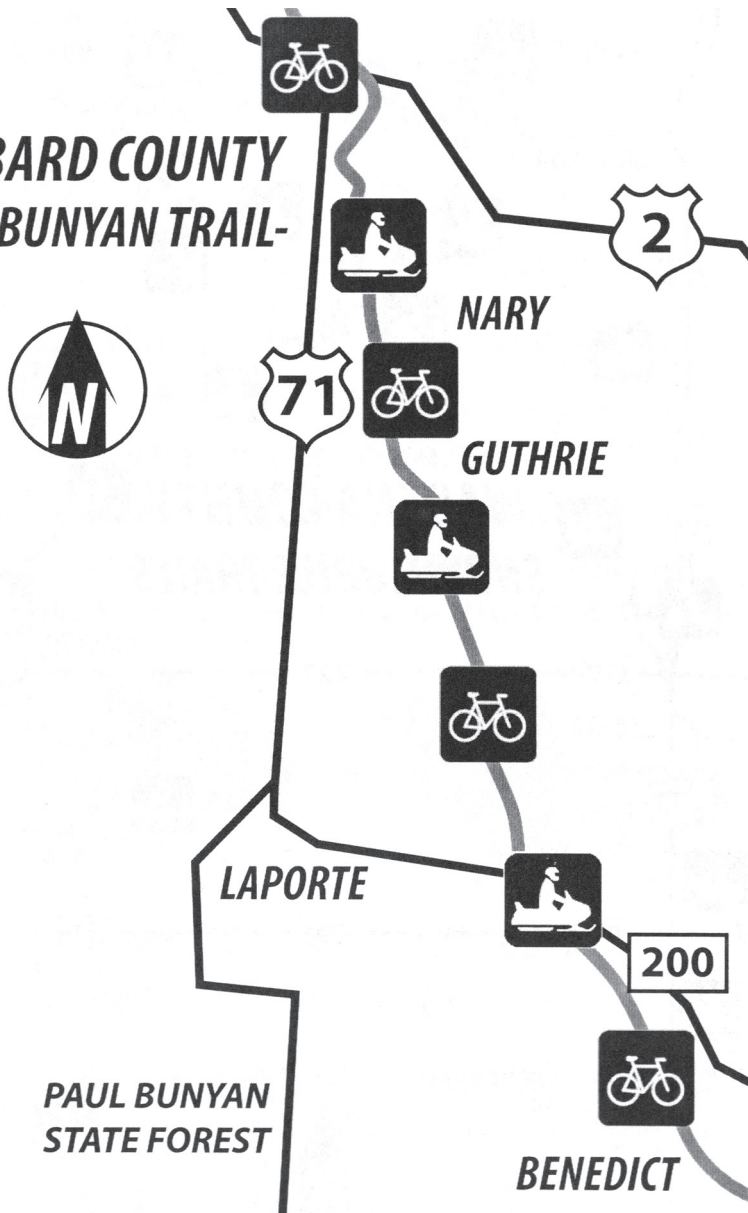 BARD COUNTY
BUNYAN TRAIL-
2
NARY
N
71
GUTHRIE
LAPORTE
200
PAUL BUNYAN
STATE FOREST
BENEDICT